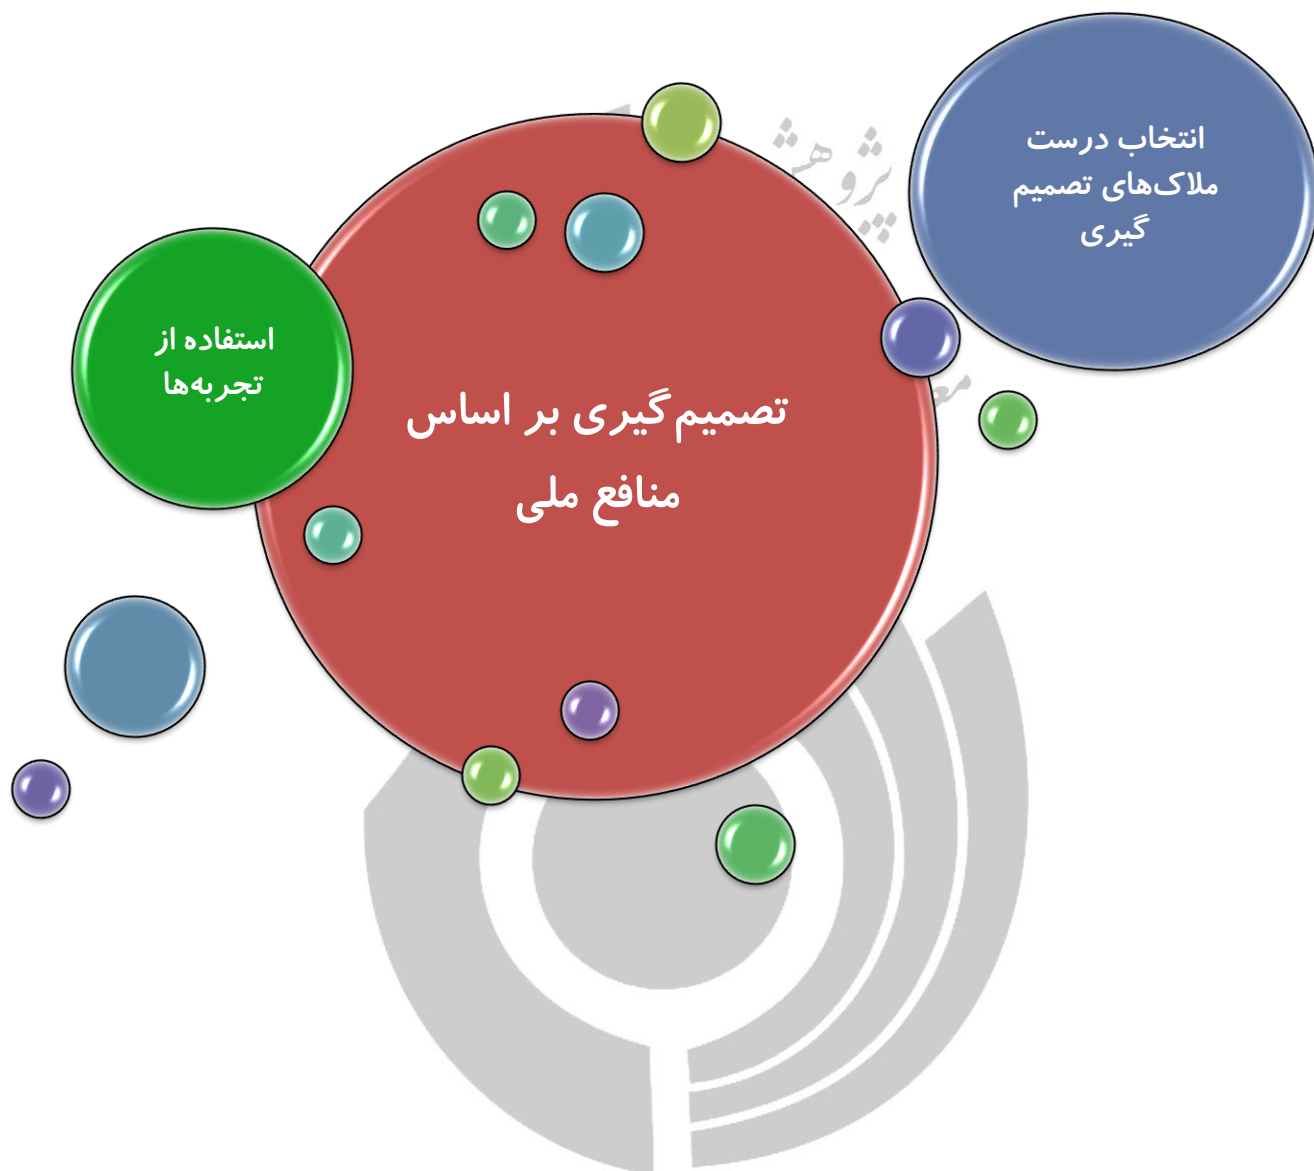 انتخاب درست
ملاک‌های تصمیم
گیری
استفاده از
تجربه‌ها
تصمیم‌گیری بر اساس
منافع ملی